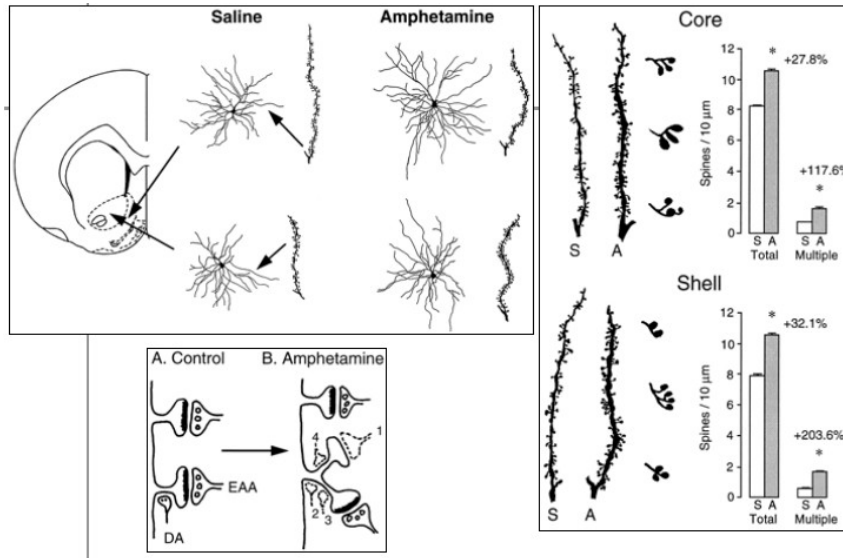 Saline
Amphetamine
A. Control
B. Amphetamine
EAA
DA
1
4
2
3
Core
Spines / 10 μm
12
10
8
6
4
2
0
*
+27.8%
+117.6%
*
S A
S A S A
Total Multiple
Shell
Spines / 10 μm
12
10
8
6
4
2
0
*
+32.1%
+203.6%
*
S A
S A S A
Total Multiple